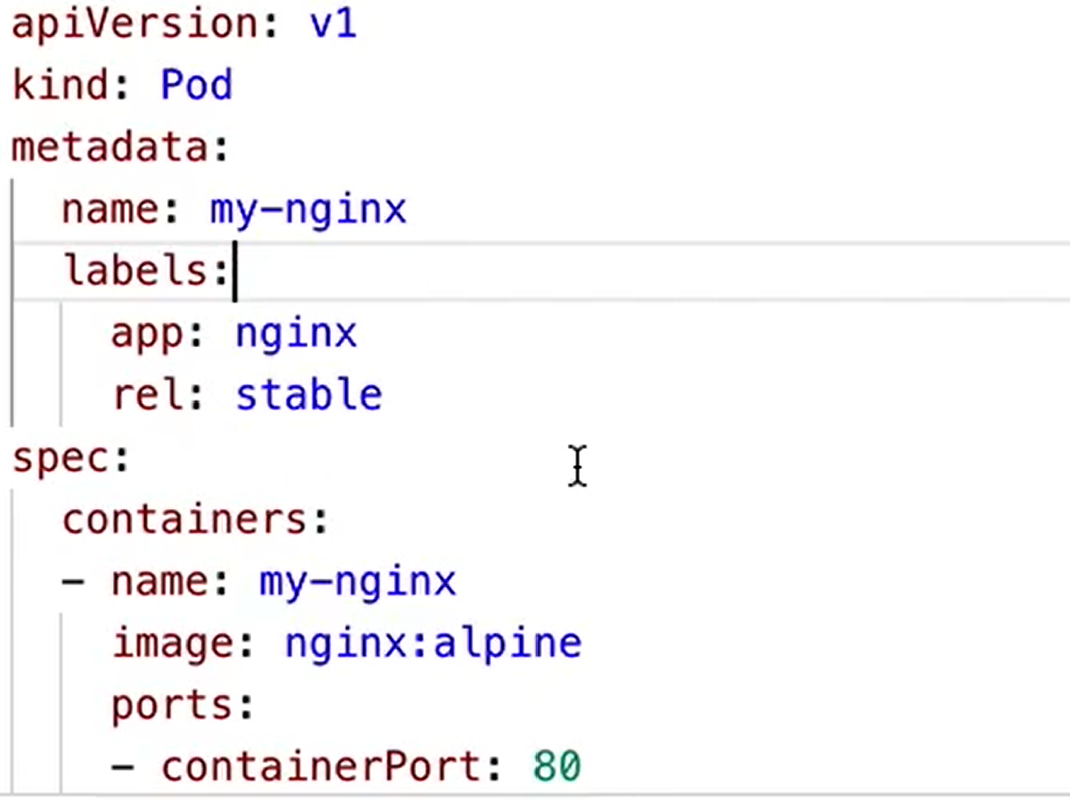 apiVersion: v1
kind: Pod
metadata:
  name: my-nginx
  labels:
    app: nginx
    rel: stable
spec:
  containers:
  - name: my-nginx
    image: nginx:alpine
    ports:
    - containerPort: 80